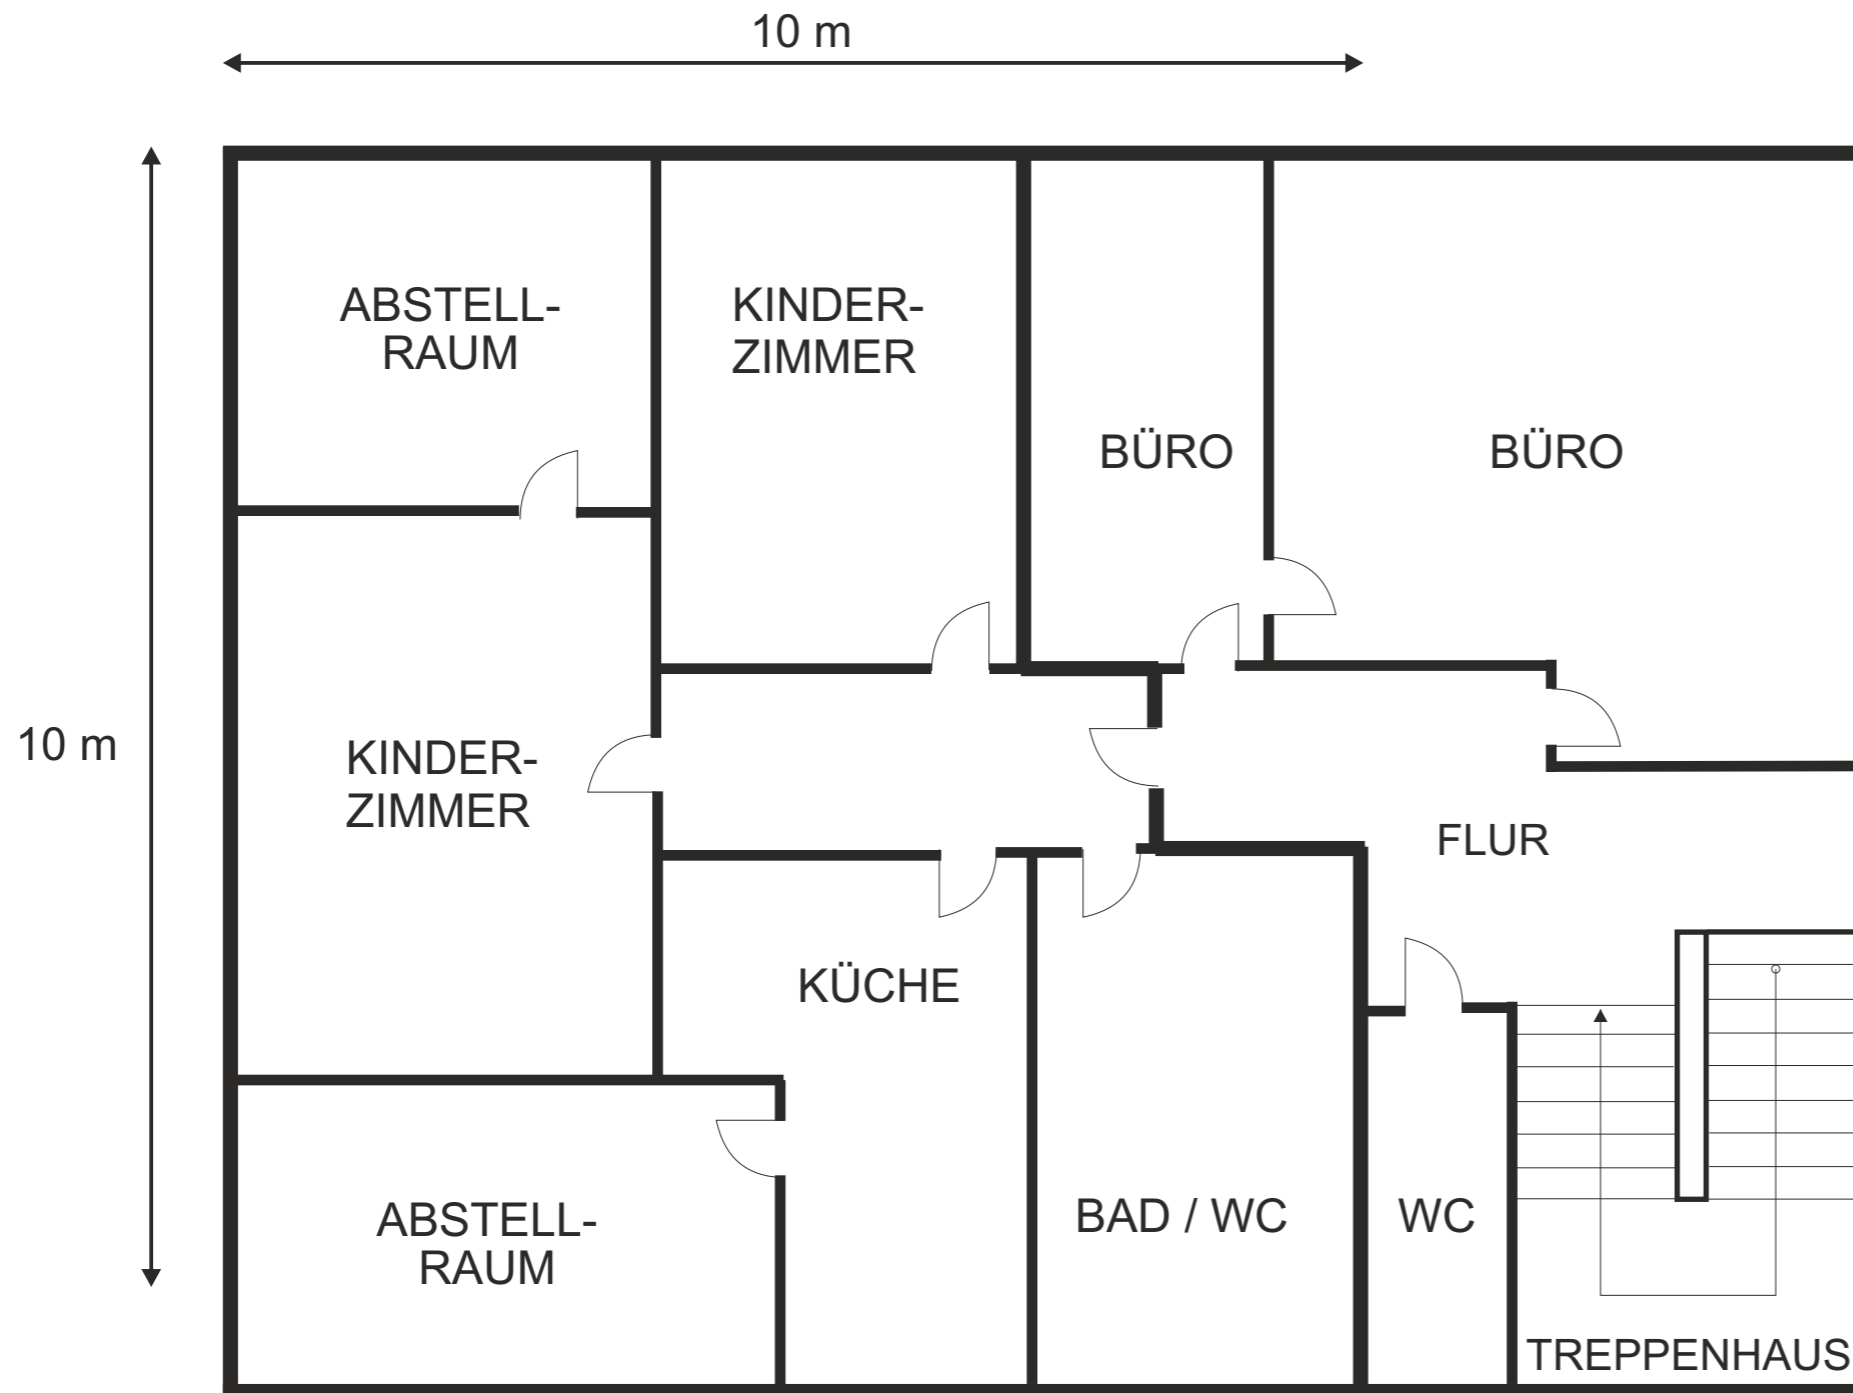 10 m
ABSTELL-
RAUM
KINDER-
ZIMMER
BÜRO
BÜRO
10 m
KINDER-
ZIMMER
FLUR
KÜCHE
ABSTELL-
RAUM
BAD / WC
WC
TREPPENHAUS